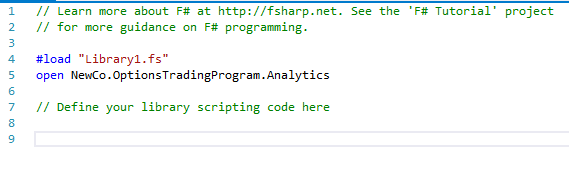 1 // Learn more about F# at http://fsharp.net. See the 'F# Tutorial' project
2 // for more guidance on F# programming.
3
4 #load "Library1.fs"
5 open NewCo.OptionsTradingProgram.Analytics
6
7 // Define your library scripting code here
8
9